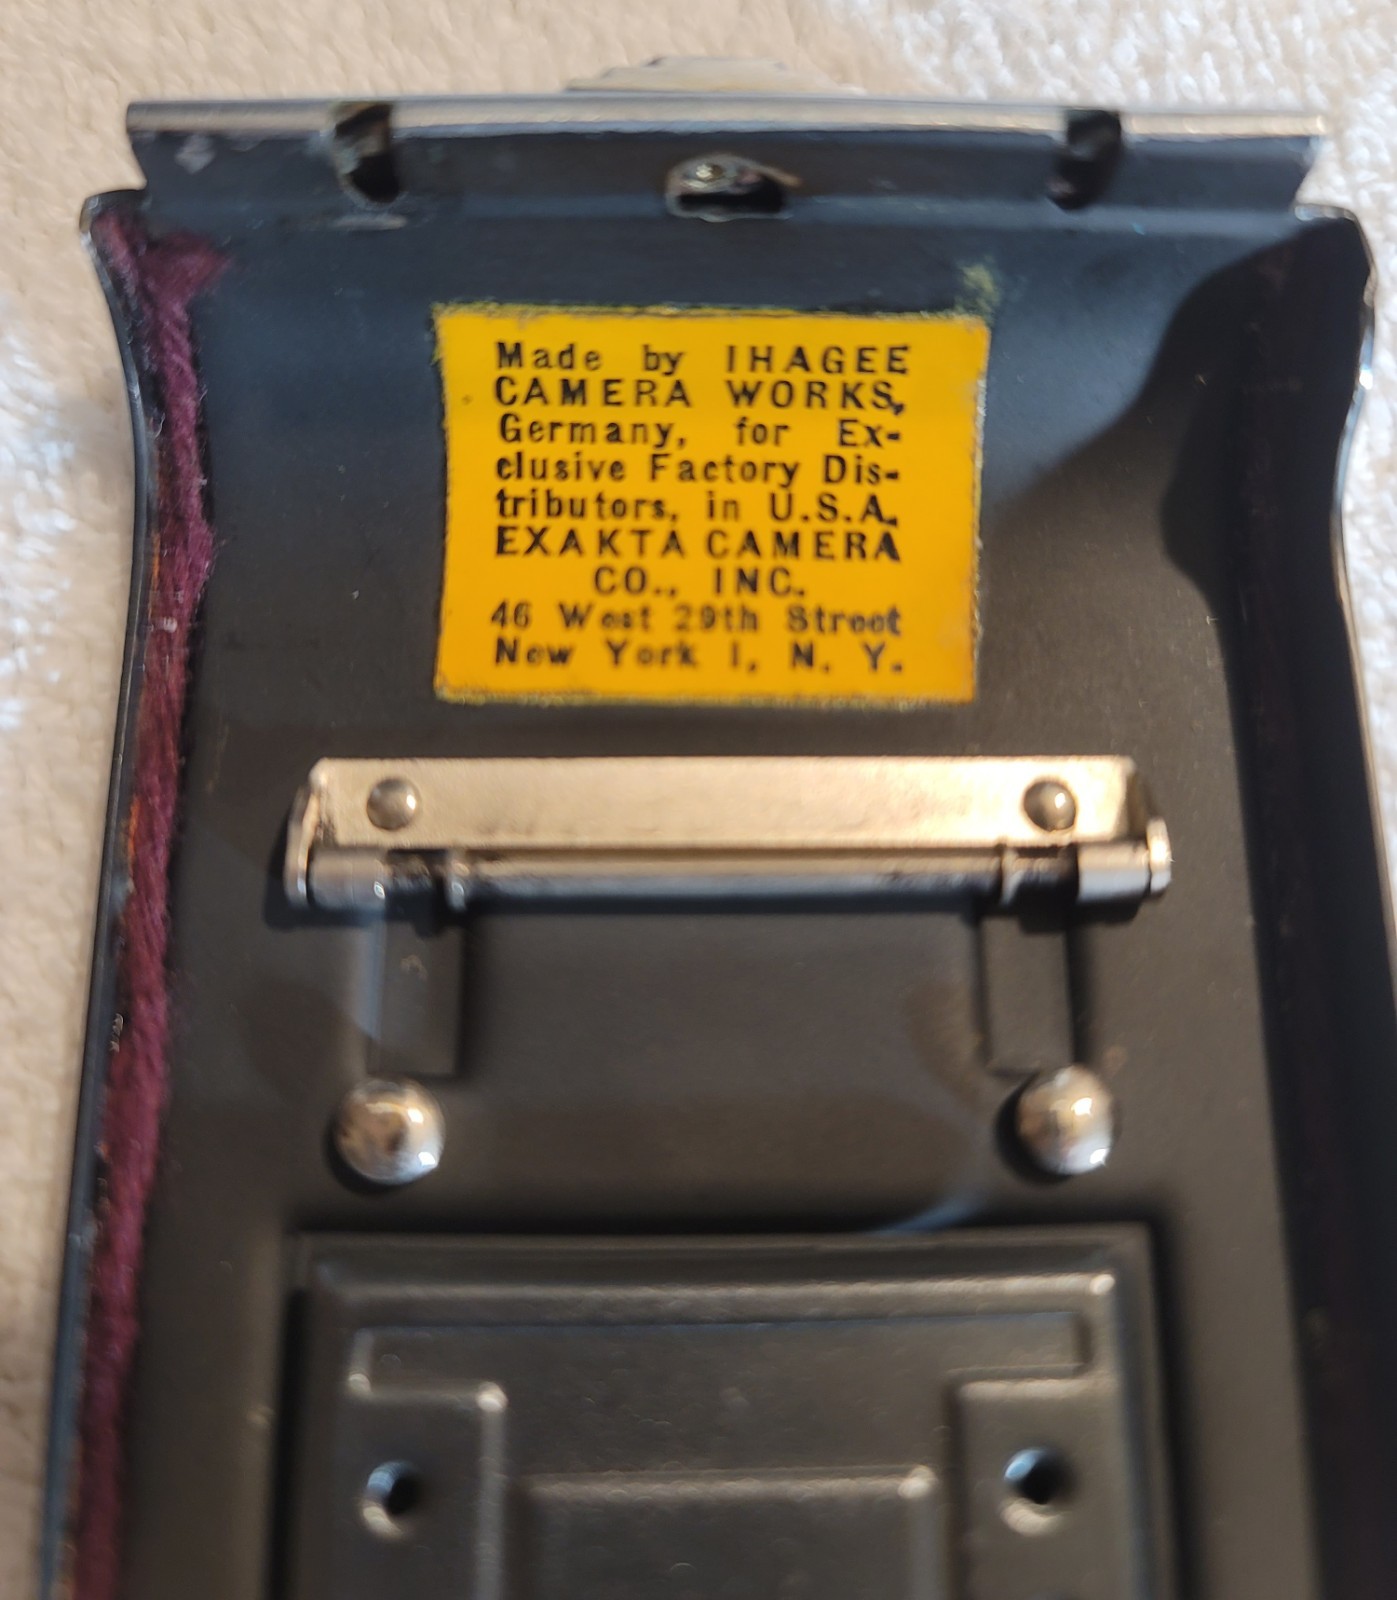 Made by IHAGEE
CAMERA WORKS,
Germany, for Ex-
clusive Factory Dis-
tributors, in U.S.A.
EXAKTA CAMERA
CO., INC.
46 West 29th Street
New York 1, N. Y.